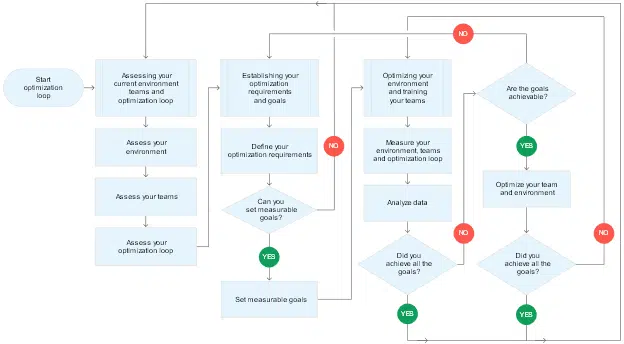 Start
optimization
loop
Assessing your
current environment
teams and
optimization loop
Assess your
environment
Assess your teams
Assess your
optimization loop
Establishing your
optimization
requirements
and goals
Define your
optimization requirements
Can you
set measurable
goals?
NO
YES
Set measurable goals
Optimizing your
environment
and training
your teams
Measure your
environment, teams
and optimization loop
Analyze data
Did you
achieve all the
goals?
NO
YES
NO
Are the goals
achievable?
YES
Optimize your team
and environment
Did you
achieve all the
goals?
NO
YES